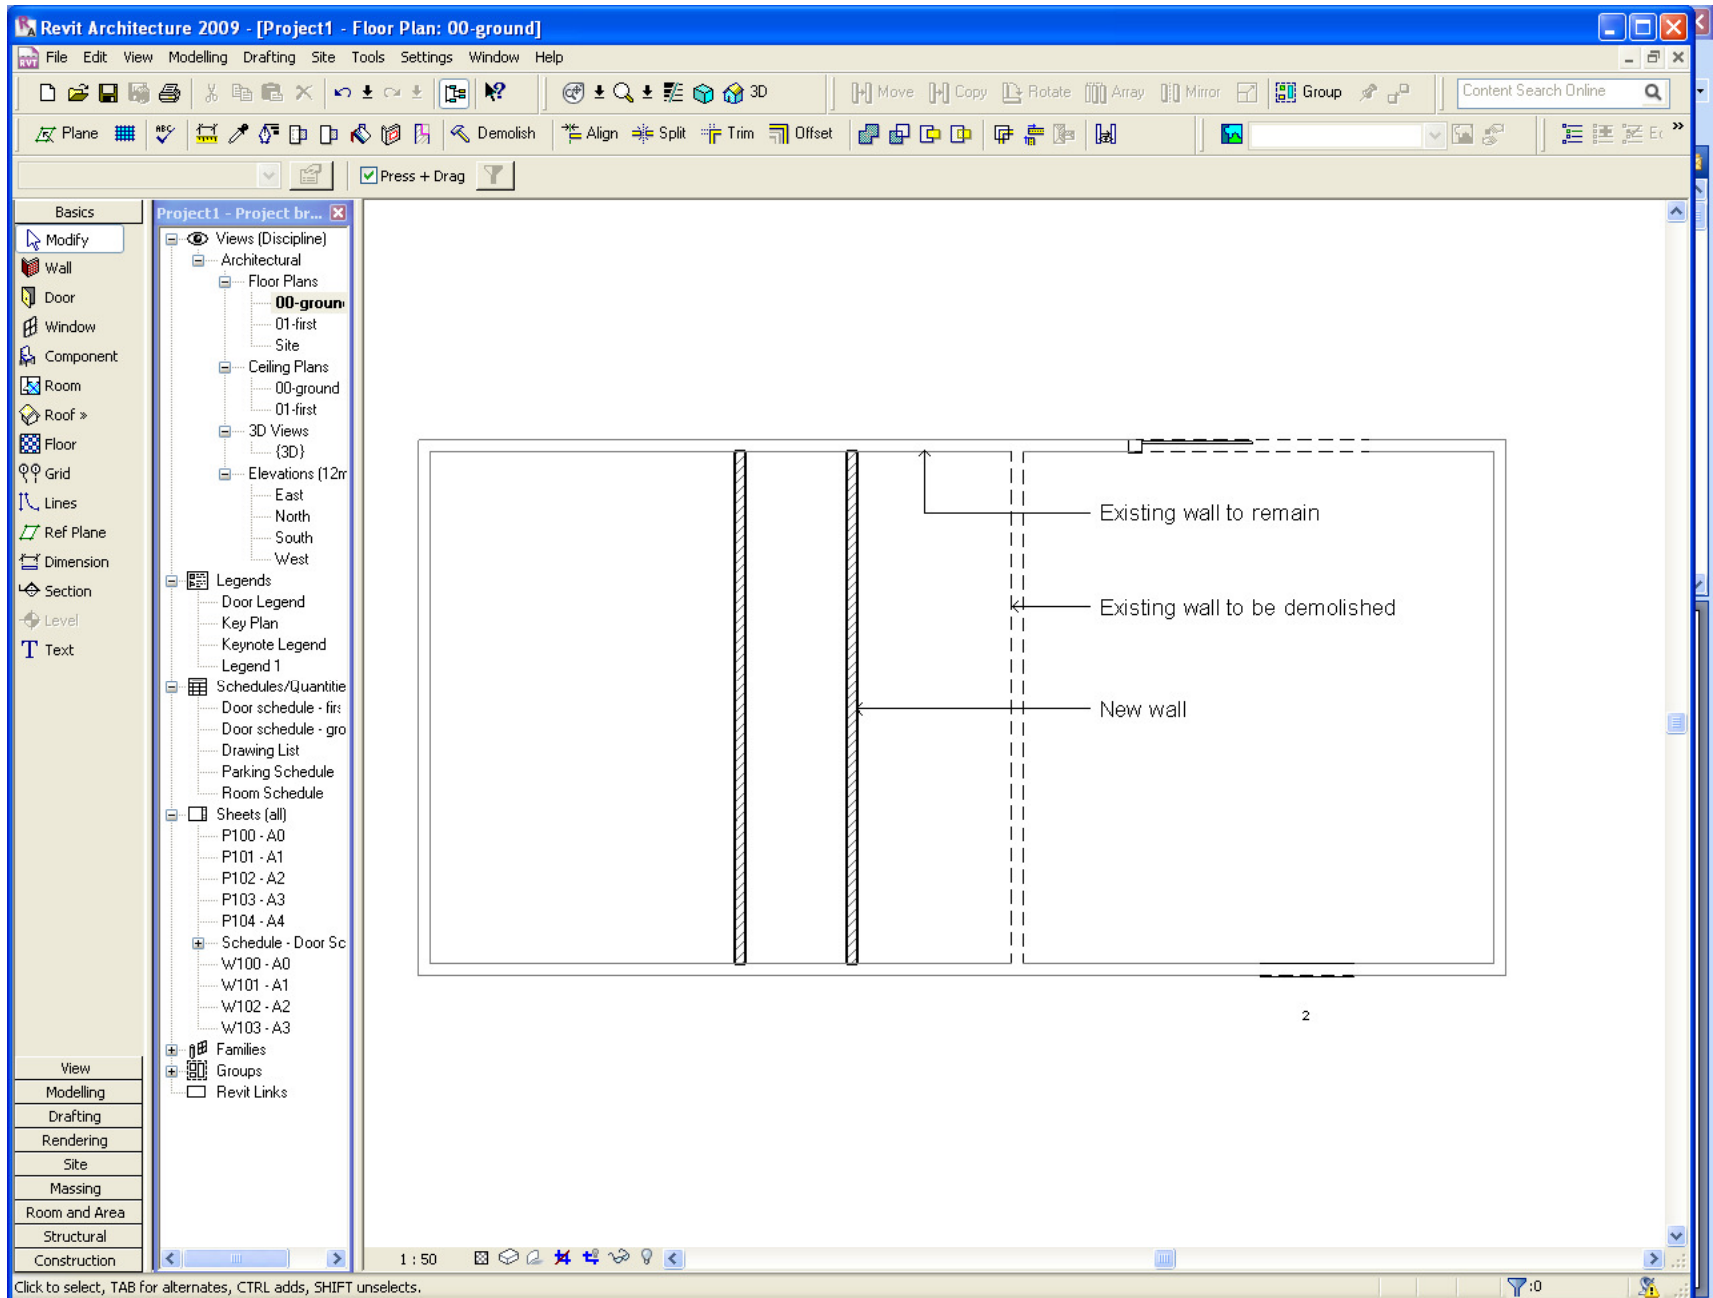 Revit Architecture 2009 - [Project1 - Floor Plan: 00-ground]
File Edit View Modelling Drafting Site Tools Settings Window Help
3D Move Copy Rotate Array Mirror Group Content Search Online
Plane Demolish Align Split Trim Offset
Press + Drag
Basics
Modify
Wall
Door
Window
Component
Room
Roof »
Floor
Grid
Lines
Ref Plane
Dimension
Section
Level
Text
View
Modelling
Drafting
Rendering
Site
Massing
Room and Area
Structural
Construction
Project1 - Project br...
Views (Discipline)
Architectural
Floor Plans
00-groun
01-first
Site
Ceiling Plans
00-ground
01-first
3D Views
{3D}
Elevations (12m
East
North
South
West
Legends
Door Legend
Key Plan
Keynote Legend
Legend 1
Schedules/Quantitie
Door schedule - firs
Door schedule - gro
Drawing List
Parking Schedule
Room Schedule
Sheets (all)
P100 - A0
P101 - A1
P102 - A2
P103 - A3
P104 - A4
Schedule - Door Sc
W100 - A0
W101 - A1
W102 - A2
W103 - A3
Families
Groups
Revit Links
Existing wall to remain
Existing wall to be demolished
New wall
2
1 : 50
Click to select, TAB for alternates, CTRL adds, SHIFT unselects.
:0